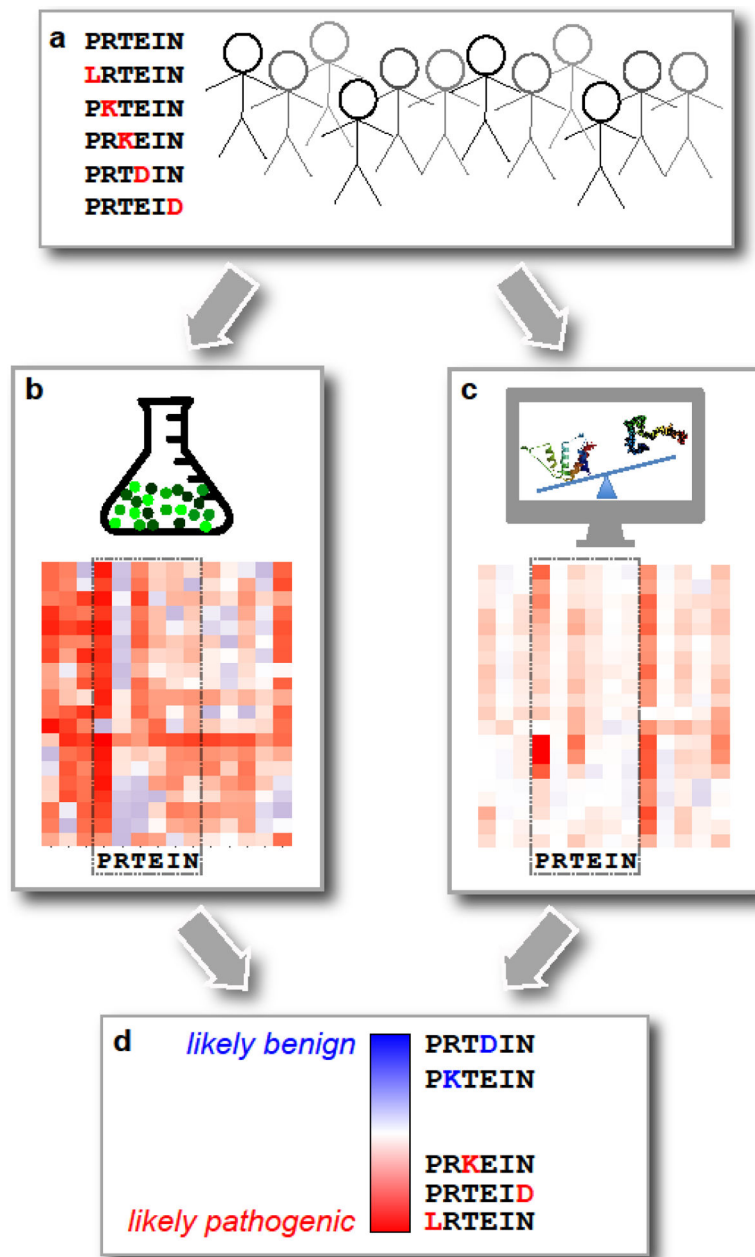 a
PRTEIN
LRTEIN
PKTEIN
PRKEIN
PRTDIN
PRTEID
b
PRTEIN
c
PRTEIN
d
likely benign
PRTDIN
PKTEIN
PRKEIN
PRTEID
likely pathogenic
LRTEIN